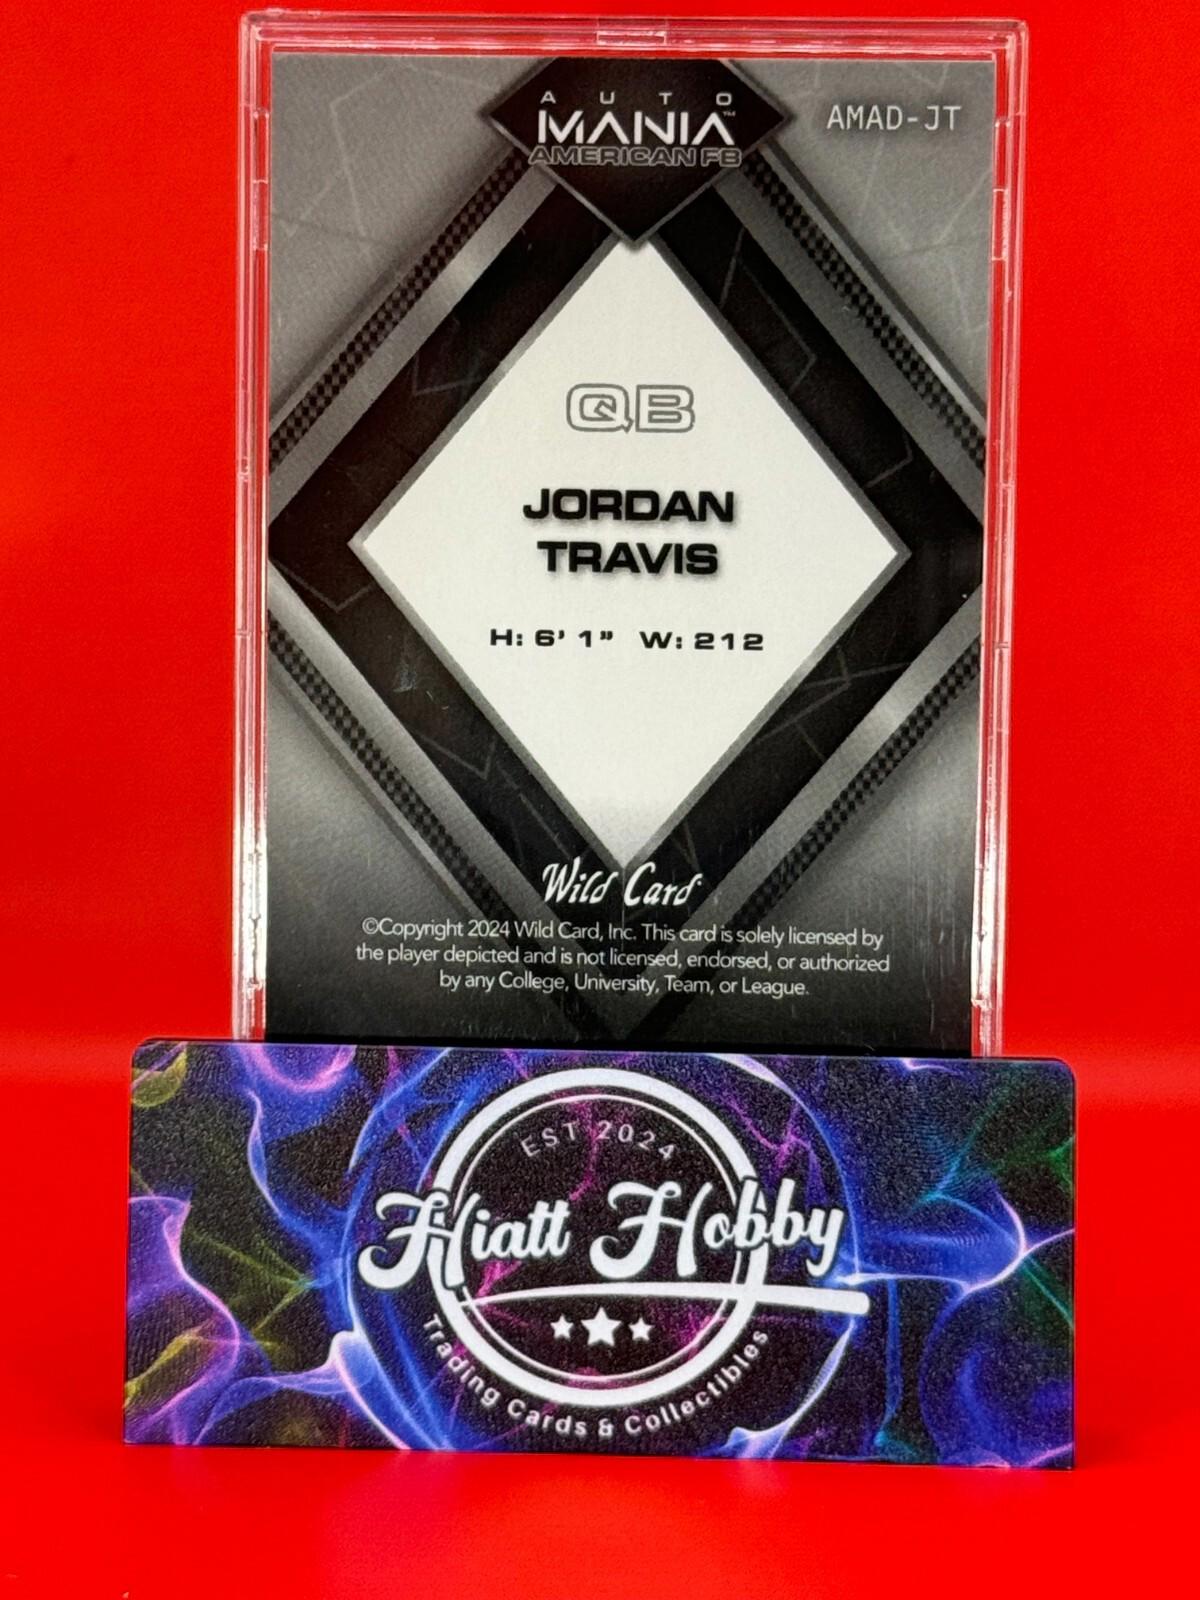 AUTO
MANIA™
AMERICAN FB
AMAD-JT
QB
JORDAN
TRAVIS
H: 6' 1" W: 212
Wild Card
©Copyright 2024 Wild Card, Inc. This card is solely licensed by
the player depicted and is not licensed, endorsed, or authorized
by any College, University, Team, or League.
EST 2024
Hiatt Hobby
Trading Cards & Collectibles